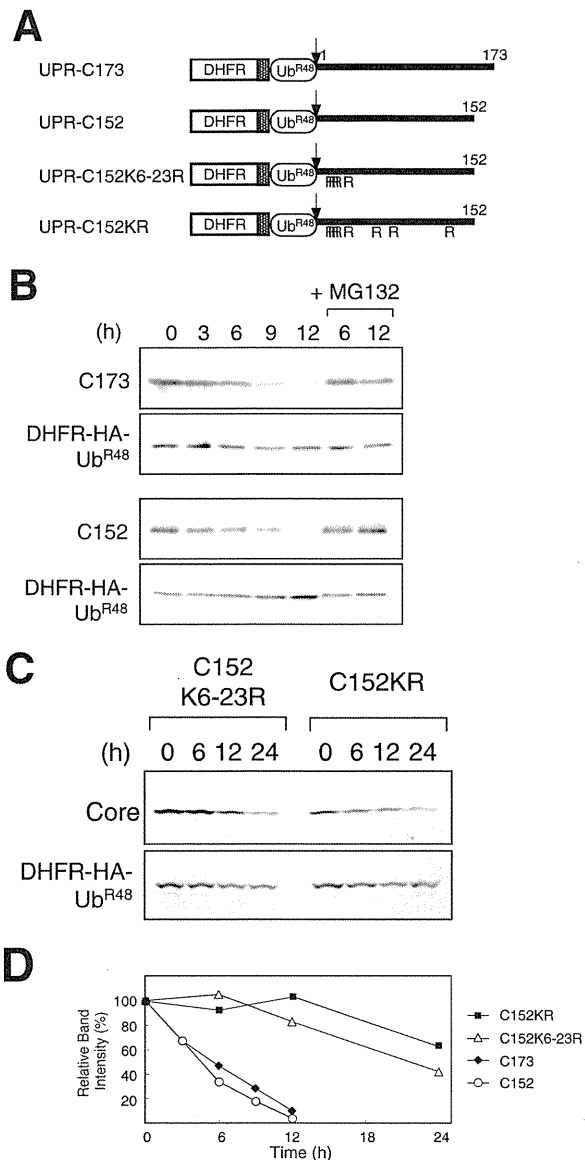 A
UPR-C173 DHFR Ub^R48 1 173
UPR-C152 DHFR Ub^R48 152
UPR-C152K6-23R DHFR Ub^R48 152
RRRR R
UPR-C152KR DHFR Ub^R48 152
RRRR R R R R
B
+ MG132
(h) 0 3 6 9 12 6 12
C173
DHFR-HA-
Ub^R48
C152
DHFR-HA-
Ub^R48
C
C152
K6-23R
C152KR
(h) 0 6 12 24 0 6 12 24
Core
DHFR-HA-
Ub^R48
D
Relative Band
Intensity (%)
100
80
60
40
20
0 6 12 18 24
Time (h)
C152KR
C152K6-23R
C173
C152